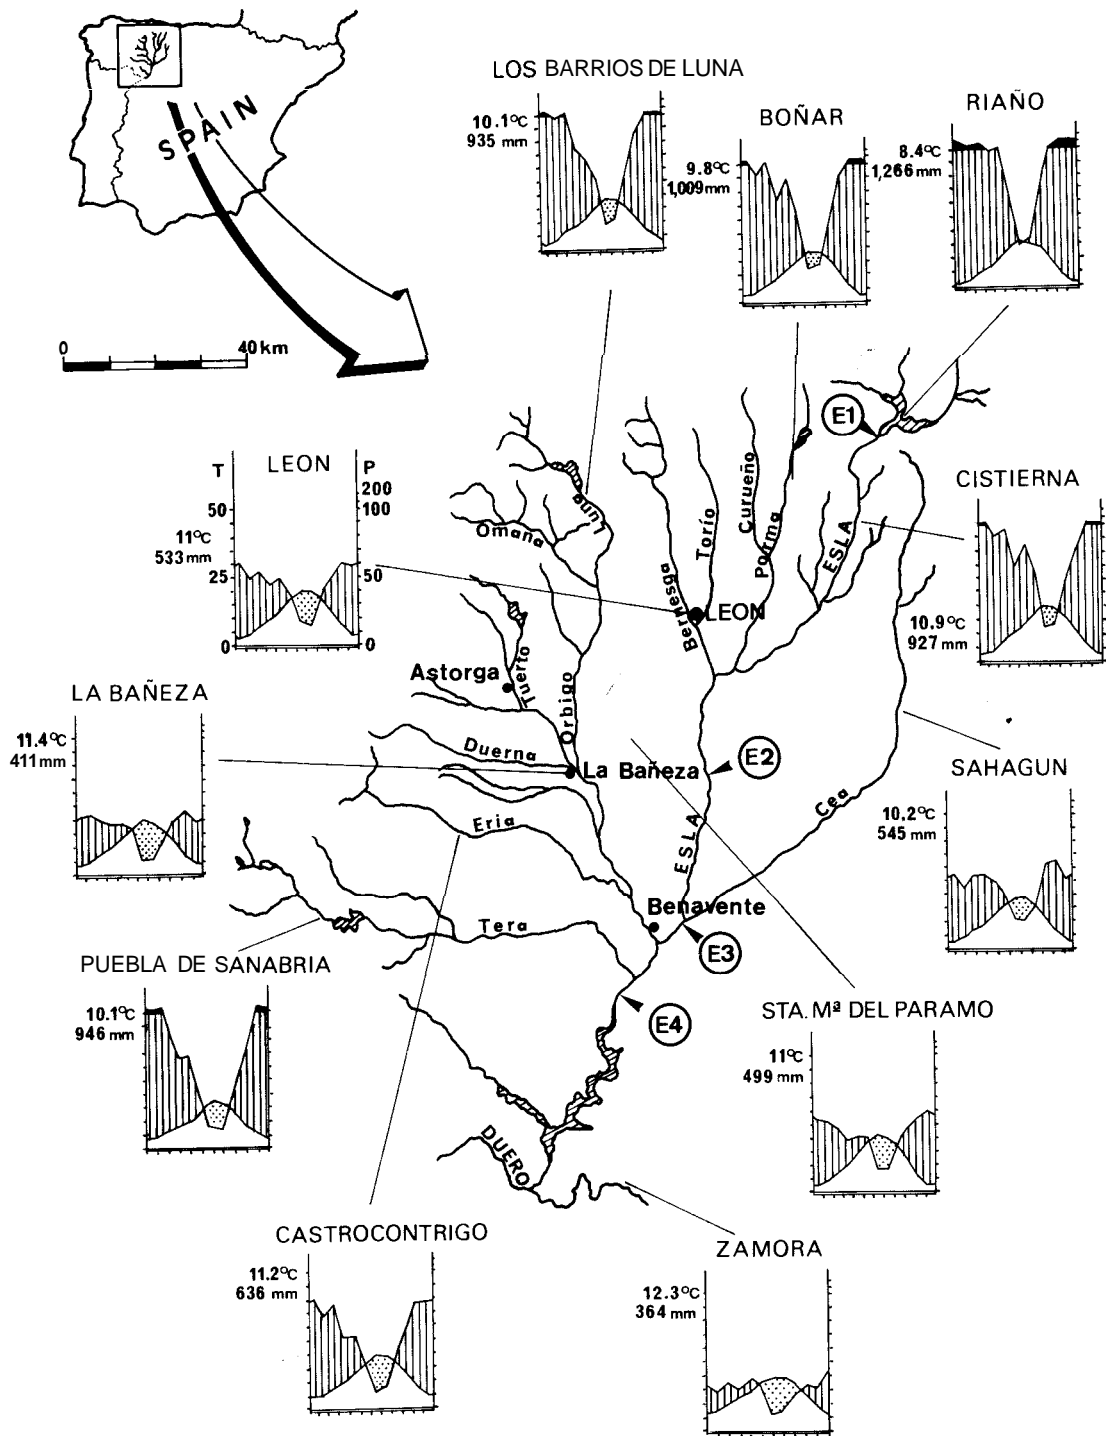 SPAIN
0 40 km
LOS BARRIOS DE LUNA
10.1°C
935 mm
BOÑAR
9.8°C
1,009 mm
RIAÑO
8.4°C
1,266 mm
E1
LEON
T
P
200
100
50
11°C
533 mm
25
50
0
0
CISTIERNA
10.9°C
927 mm
Luna
Omaña
Bernesga
Torío
Curueño
Porma
ESLA
LEON
Astorga
Tuerto
Orbigo
LA BAÑEZA
11.4°C
411 mm
Duerna
La Bañeza
E2
Eria
ESLA
Cea
SAHAGUN
10,2°C
545 mm
Benavente
Tera
E3
PUEBLA DE SANABRIA
10.1°C
946 mm
E4
STA. Mª DEL PARAMO
11°C
499 mm
DUERO
CASTROCONTRIGO
11.2°C
636 mm
ZAMORA
12.3°C
364 mm